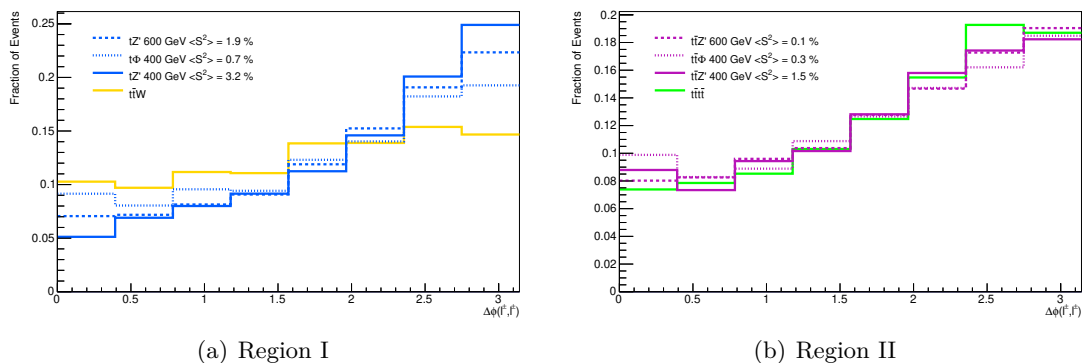 Fraction of Events
0.25
0.2
0.15
0.1
0.05
0
tZ' 600 GeV <S²> = 1.9 %
tΦ 400 GeV <S²> = 0.7 %
tZ' 400 GeV <S²> = 3.2 %
tt̄W
0 0.5 1 1.5 2 2.5 3
Δφ(l±,l±)
(a) Region I
Fraction of Events
0.2
0.18
0.16
0.14
0.12
0.1
0.08
0.06
0.04
0.02
0
tt̄Z' 600 GeV <S²> = 0.1 %
tt̄Φ 400 GeV <S²> = 0.3 %
tt̄Z' 400 GeV <S²> = 1.5 %
tt̄tt̄
0 0.5 1 1.5 2 2.5 3
Δφ(l±,l±)
(b) Region II